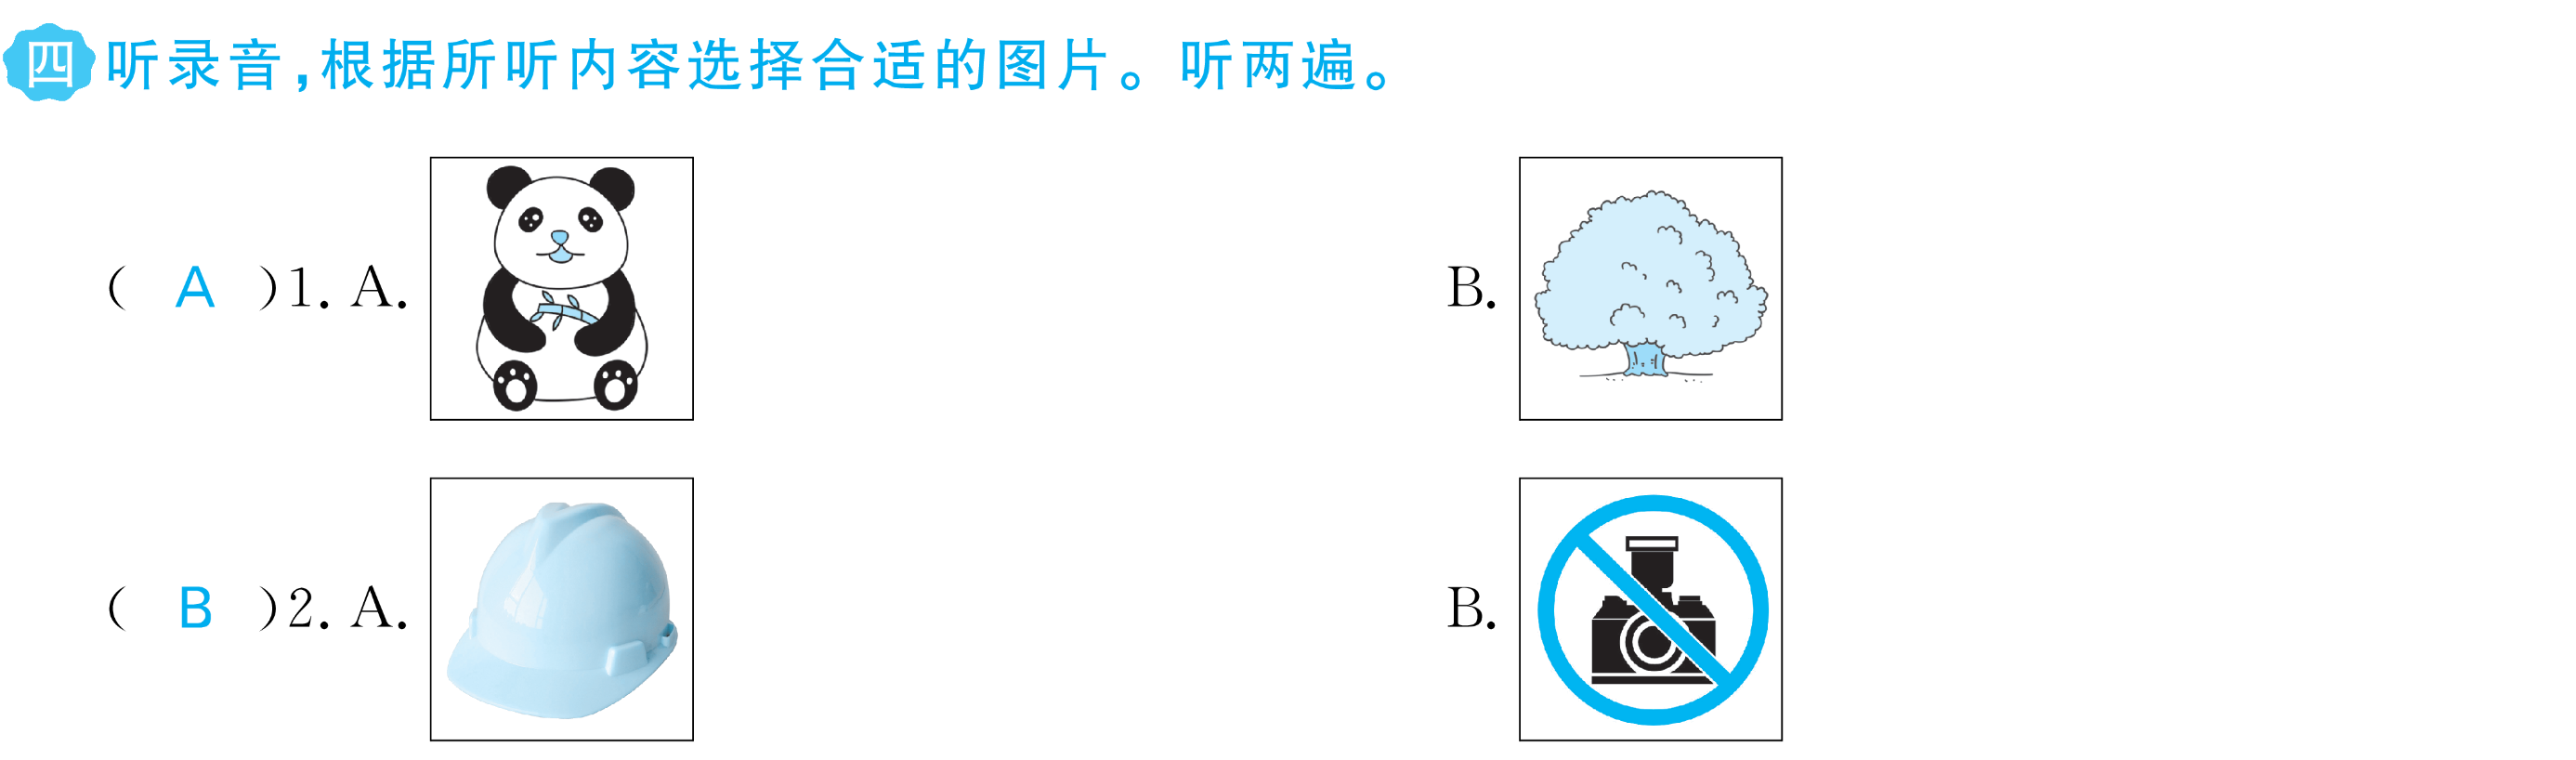 四 听录音,根据所听内容选择合适的图片。听两遍。
( A )1. A. B.
( B )2. A. B.